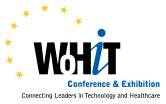 WoHIT
Conference & Exhibition
Connecting Leaders in Technology and Healthcare